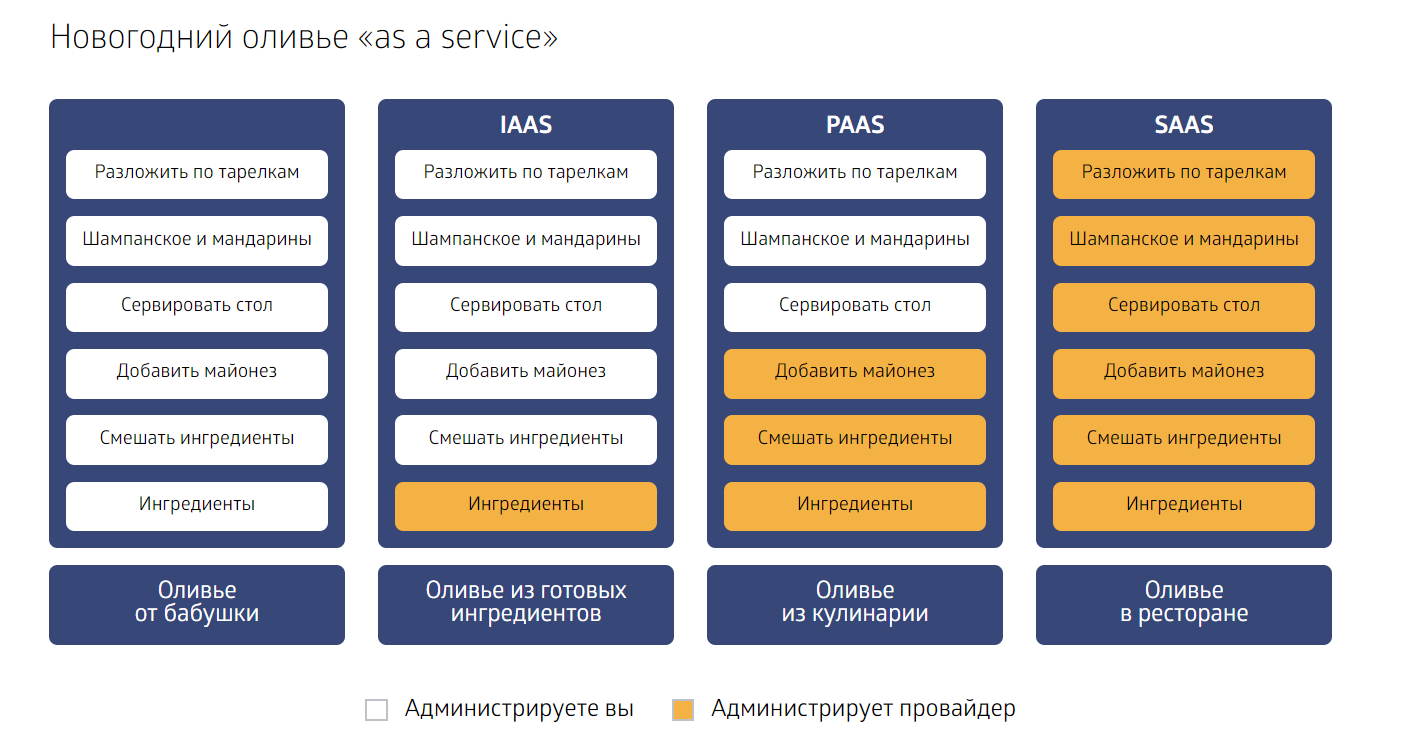 Новогодний оливье «as a service»
Разложить по тарелкам
Шампанское и мандарины
Сервировать стол
Добавить майонез
Смешать ингредиенты
Ингредиенты
Оливье
от бабушки
IAAS
Разложить по тарелкам
Шампанское и мандарины
Сервировать стол
Добавить майонез
Смешать ингредиенты
Ингредиенты
Оливье из готовых
ингредиентов
PAAS
Разложить по тарелкам
Шампанское и мандарины
Сервировать стол
Добавить майонез
Смешать ингредиенты
Ингредиенты
Оливье
из кулинарии
SAAS
Разложить по тарелкам
Шампанское и мандарины
Сервировать стол
Добавить майонез
Смешать ингредиенты
Ингредиенты
Оливье
в ресторане
Администрируете вы
Администрирует провайдер